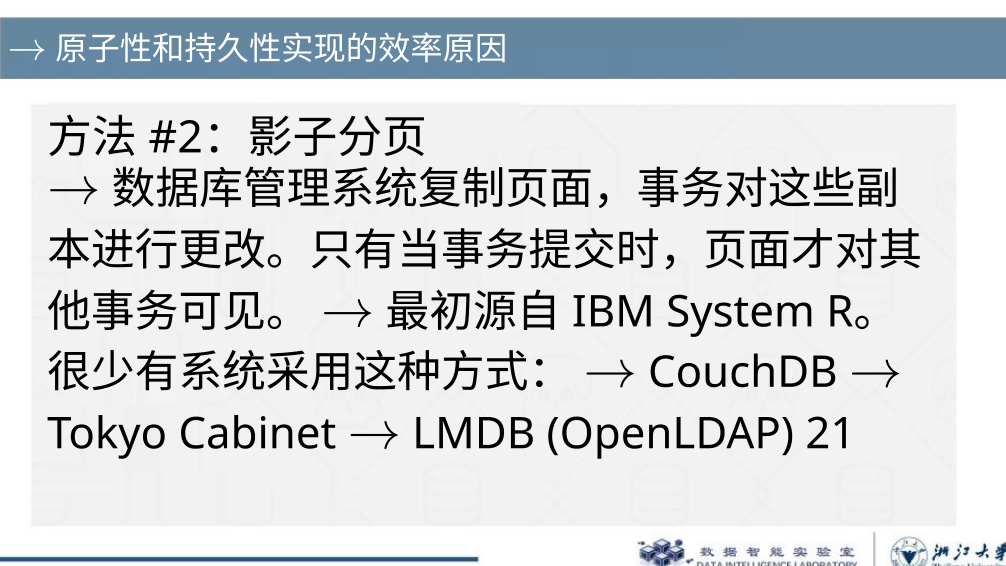 → 原子性和持久性实现的效率原因
方法 #2：影子分页
→ 数据库管理系统复制页面，事务对这些副
本进行更改。只有当事务提交时，页面才对其
他事务可见。 → 最初源自 IBM System R。
很少有系统采用这种方式： → CouchDB →
Tokyo Cabinet → LMDB (OpenLDAP) 21
数据智能实验室
DATA INTELLIGENCE LABORATORY
浙江大学